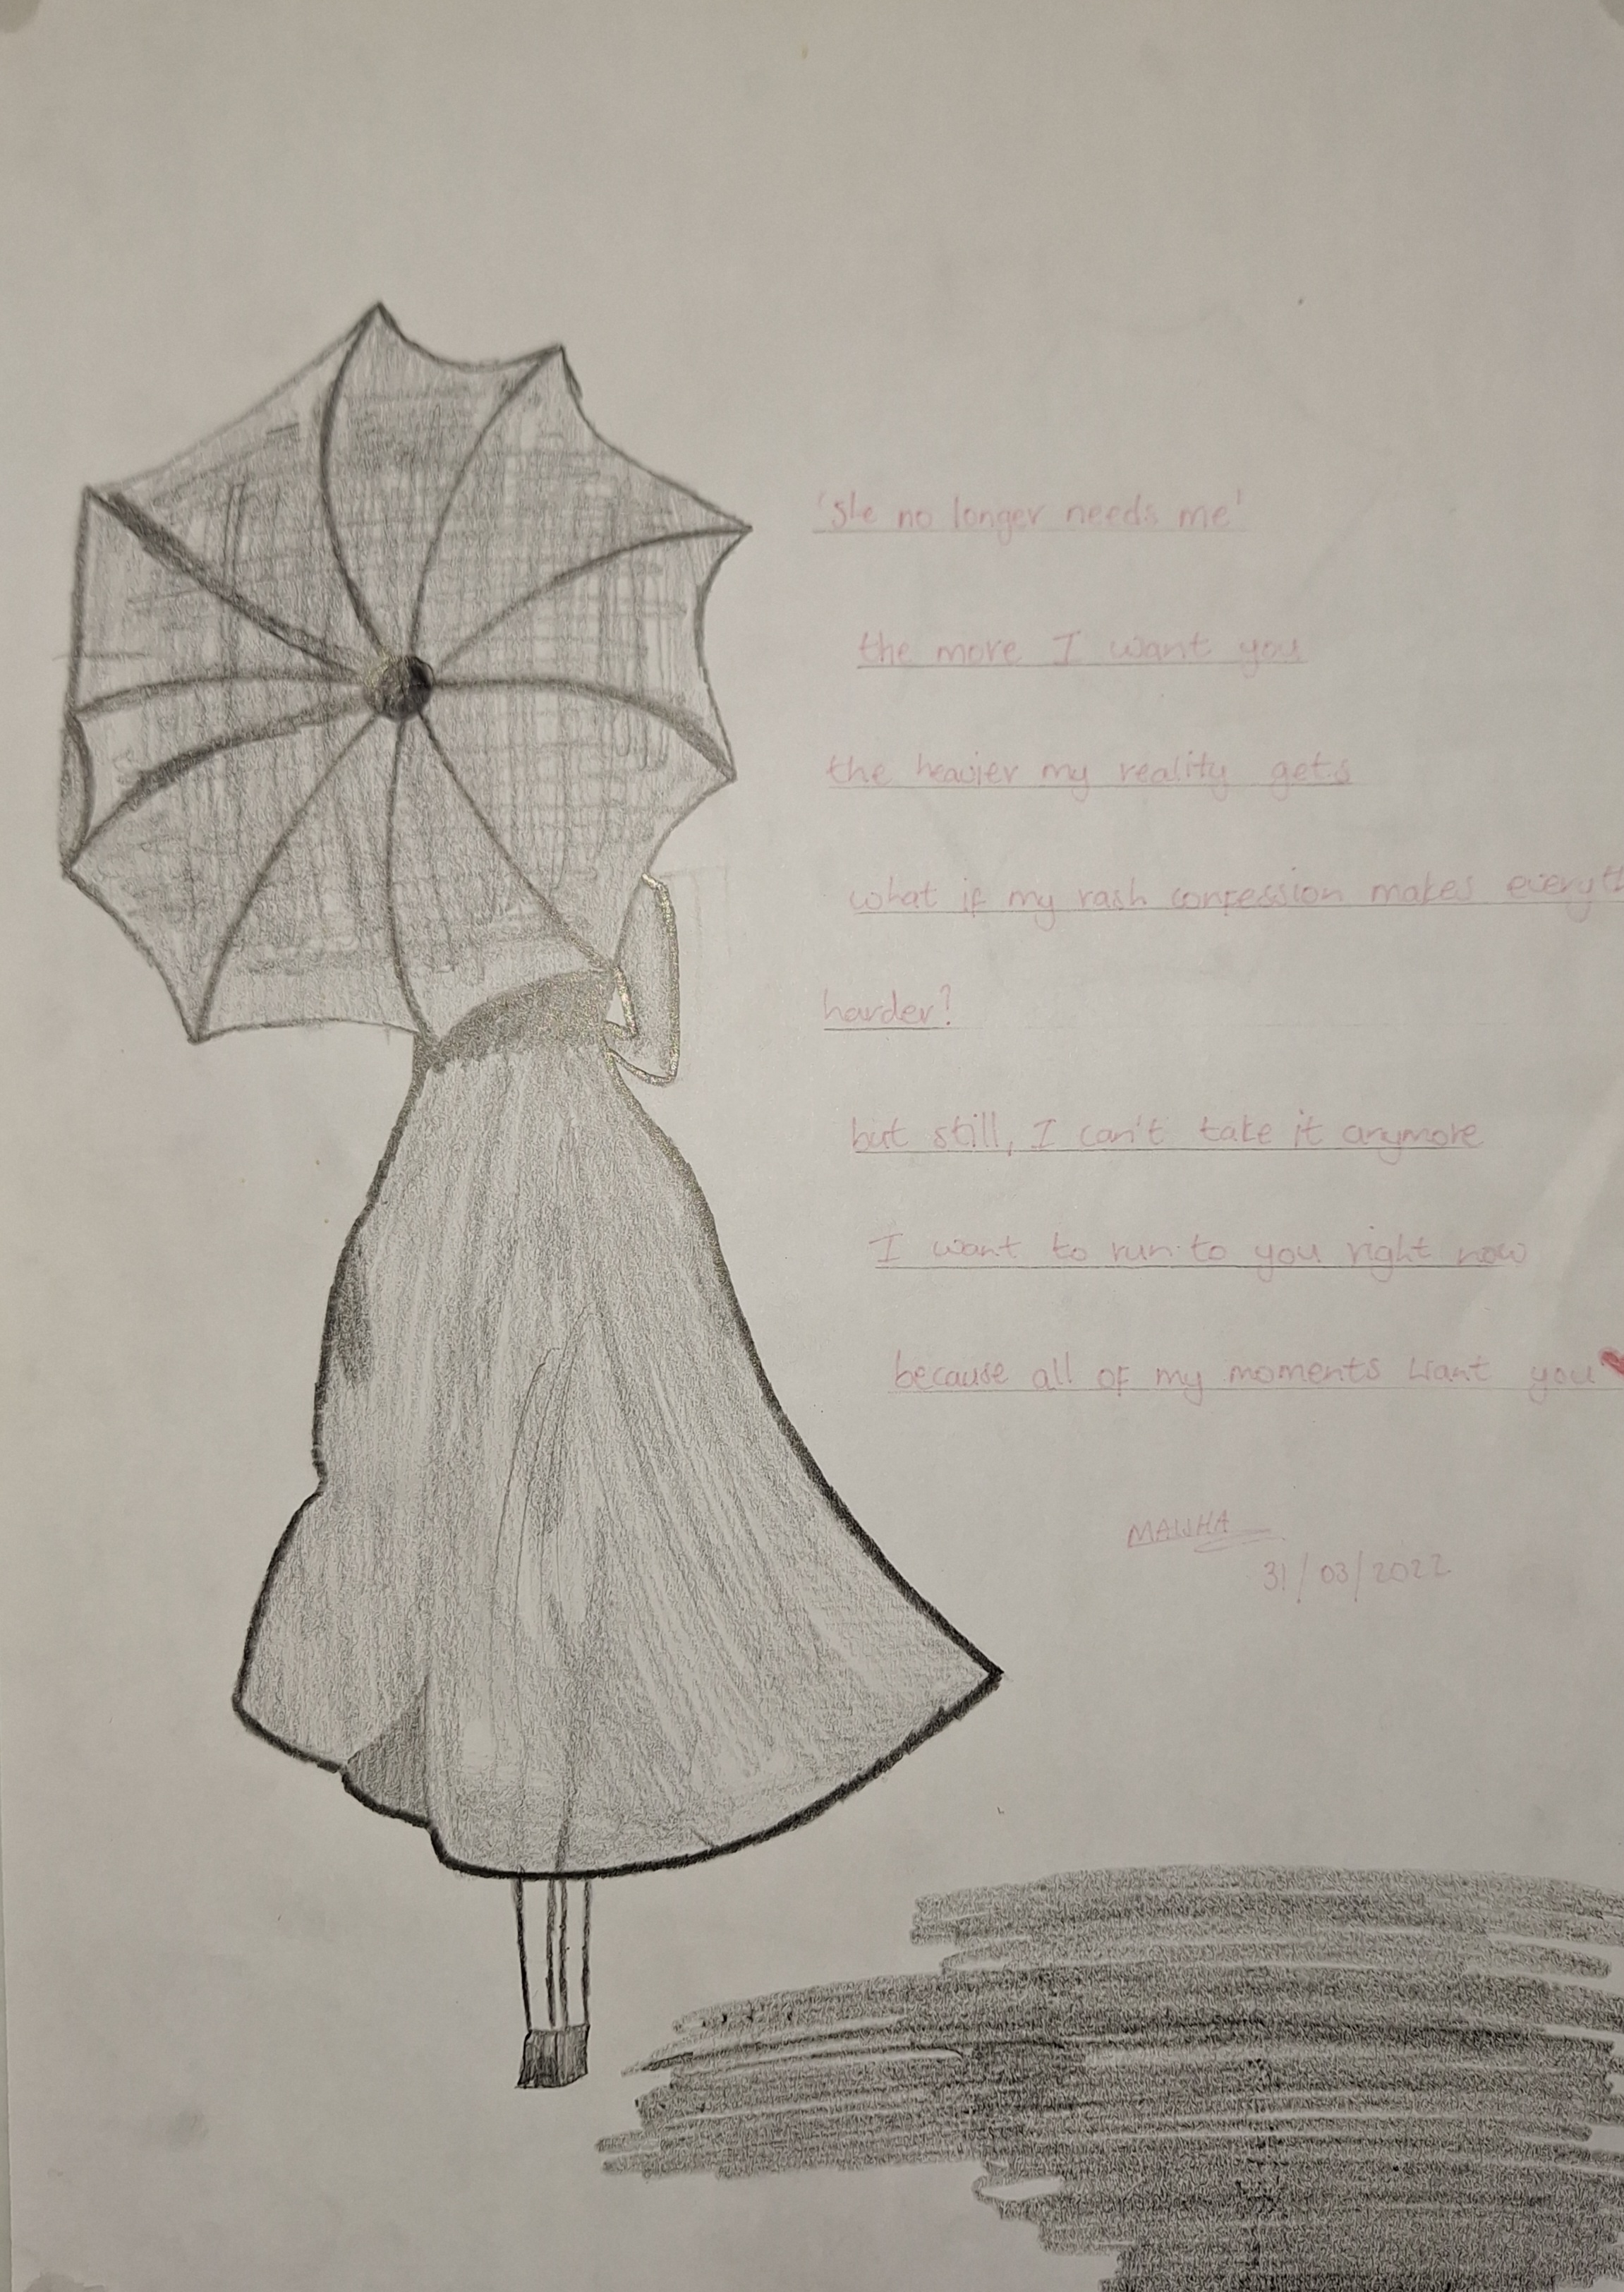 'She no longer needs me'
the more I want you
the heavier my reality gets
what if my rash confession makes everyth
harder?
but still, I can't take it anymore
I want to run to you right now
because all of my moments want you
31/03/2022